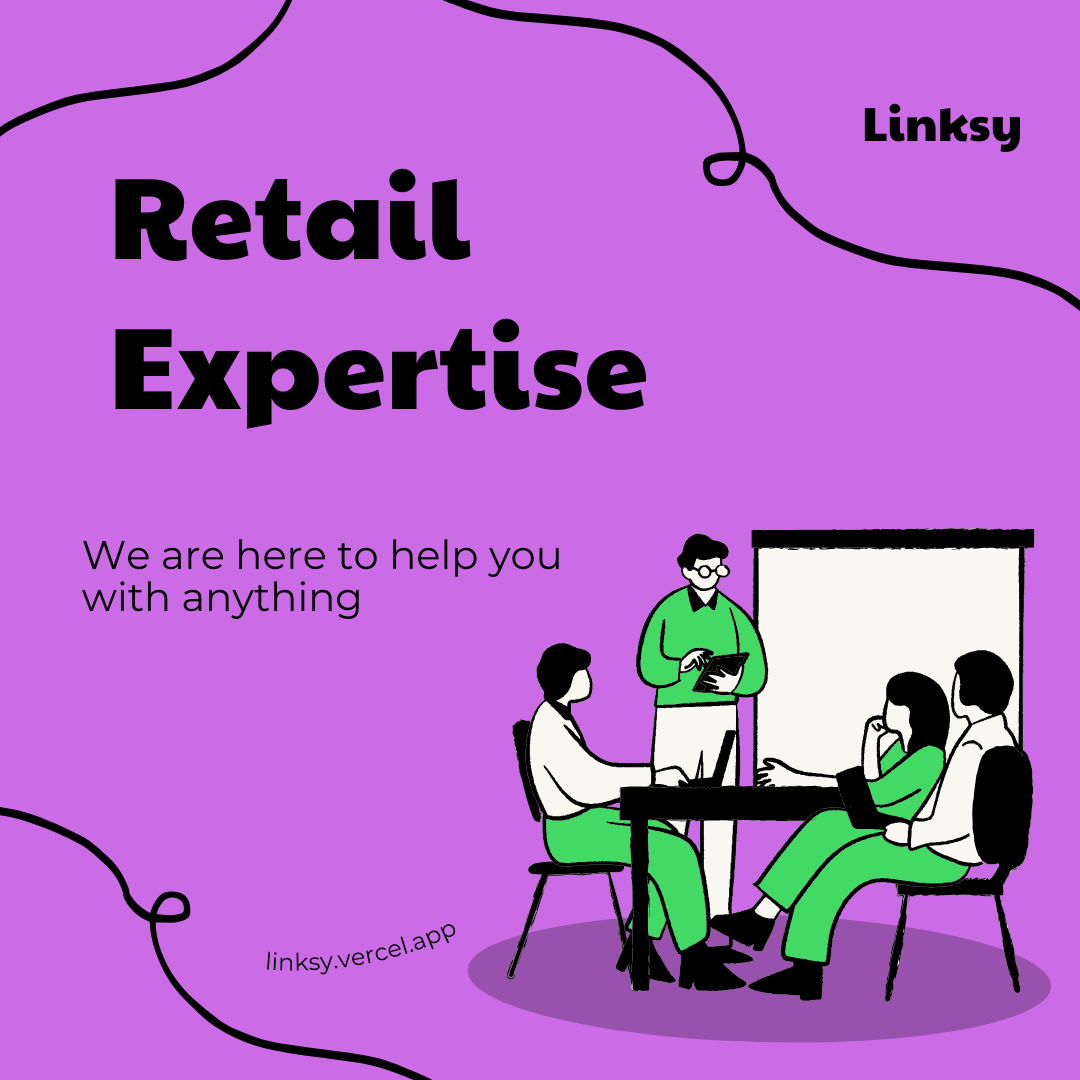 Linksy
Retail
Expertise
We are here to help you
with anything
linksy.vercel.app